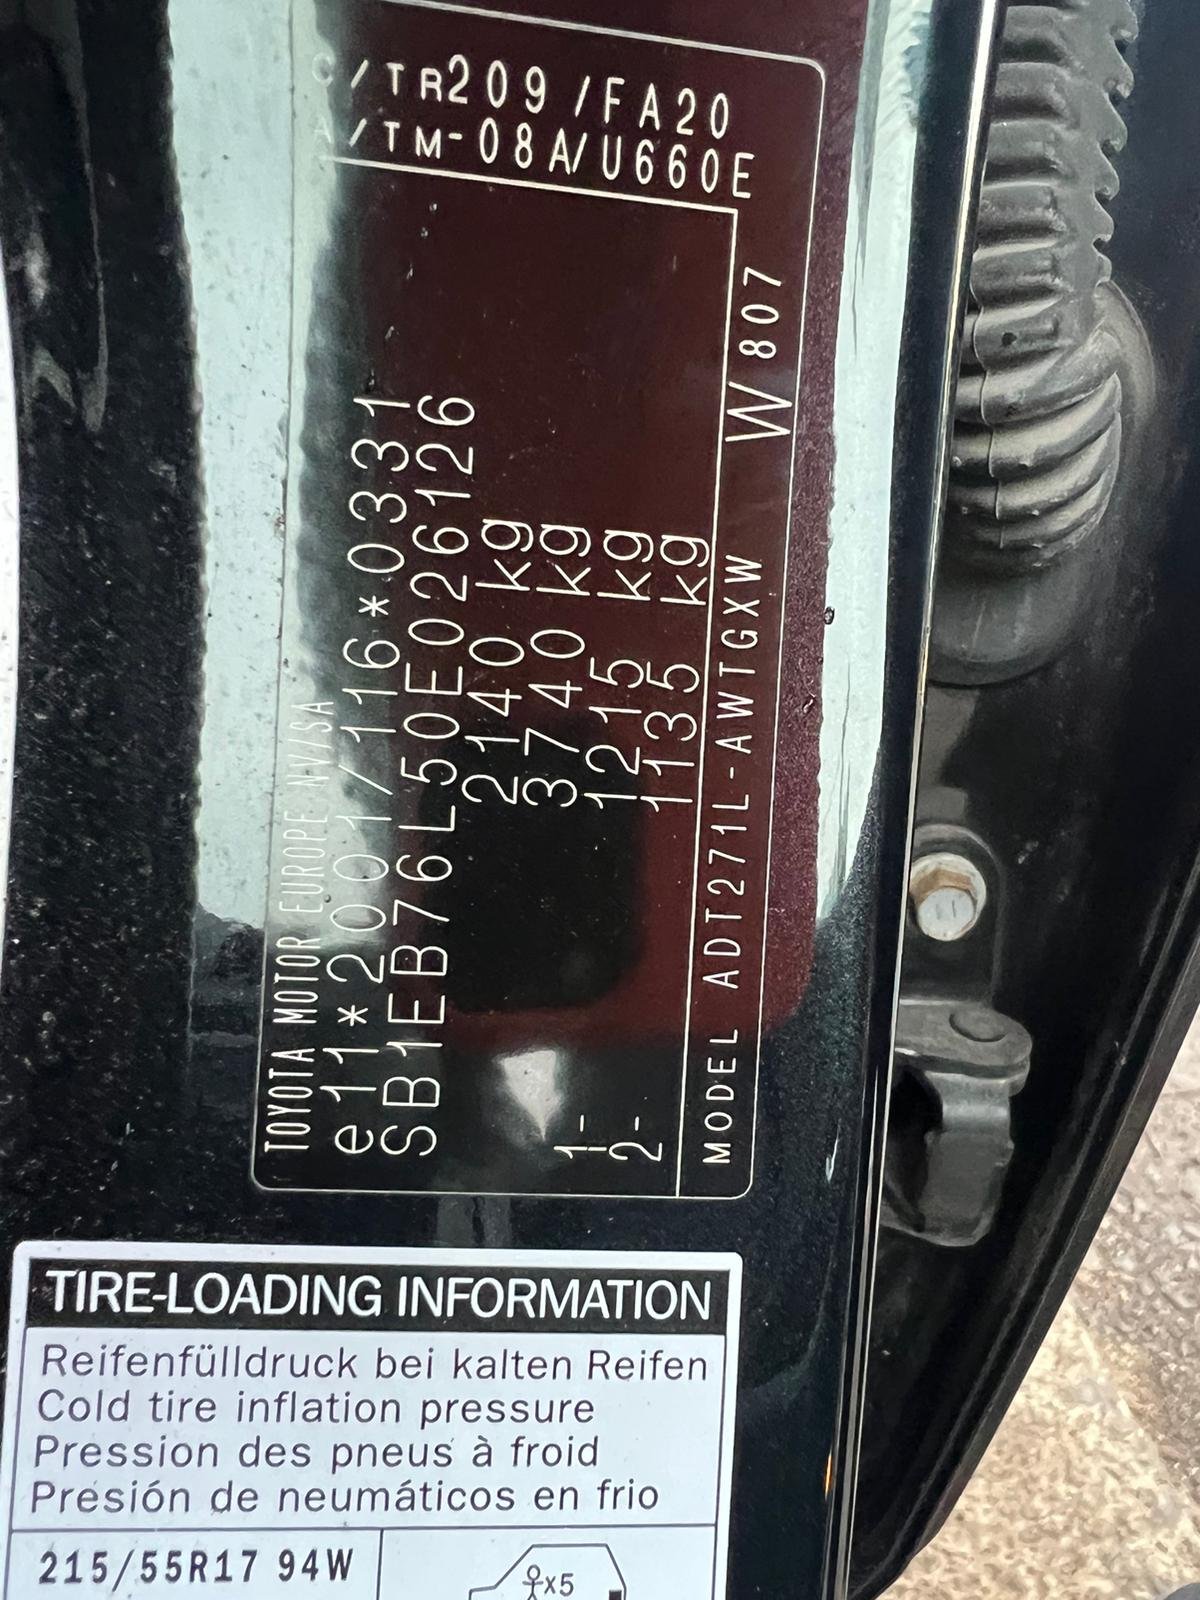 TOYOTA MOTOR EUROPE NV/SA
e11*2001/116*0331
SB1EB76L50E026126
2140 kg
3740 kg
1- 1215 kg
2- 1135 kg
MODEL ADT271L-AWTGXW W807
C/TR209/FA20
A/TM-08A/U660E
TIRE-LOADING INFORMATION
Reifenfülldruck bei kalten Reifen
Cold tire inflation pressure
Pression des pneus à froid
Presión de neumáticos en frio
215/55R17 94W
x5